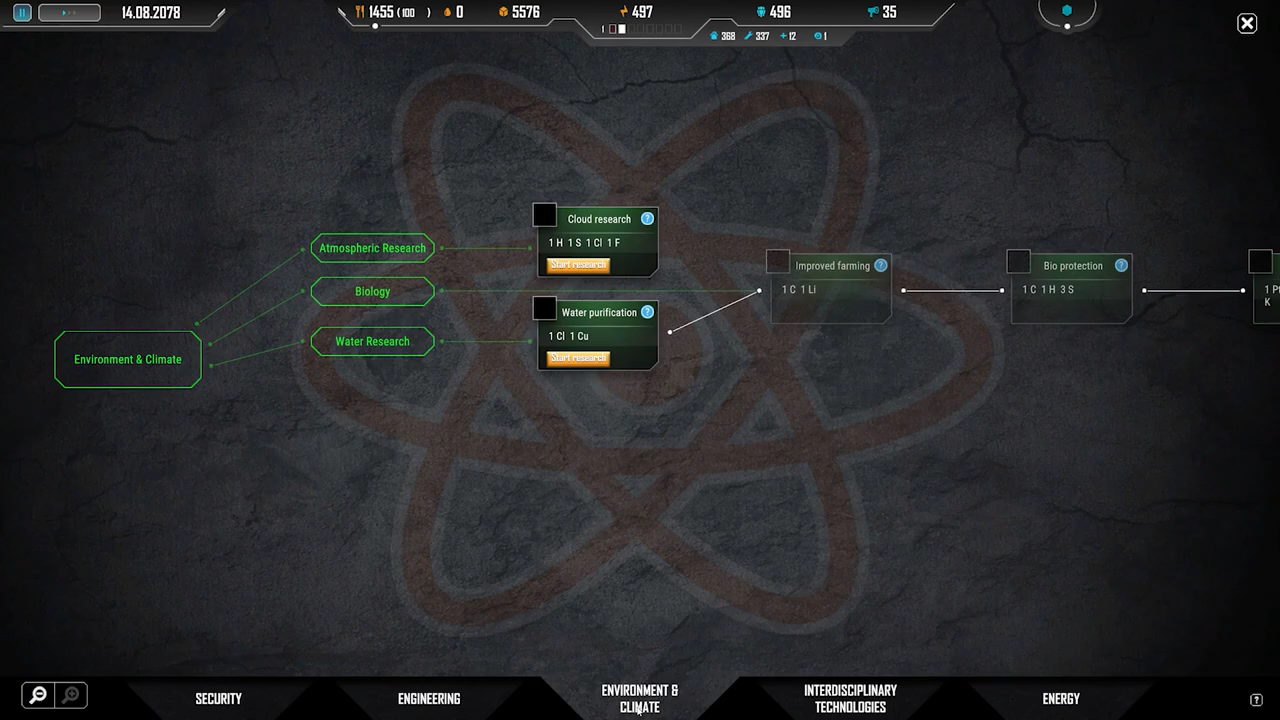 14.08.2078
1455 ( 100 )
0
5576
497
496
35
368
337
+12
1
Cloud research
1 H 1 S 1 Cl 1 F
Start research
Atmospheric Research
Biology
Water Research
Environment & Climate
Water purification
1 Cl 1 Cu
Start research
Improved farming
1 C 1 Li
Bio protection
1 C 1 H 3 S
K
SECURITY
ENGINEERING
ENVIRONMENT &
CLIMATE
INTERDISCIPLINARY
TECHNOLOGIES
ENERGY
?